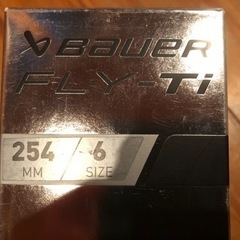 BAUER
FLY-Ti
254 / 6
MM SIZE